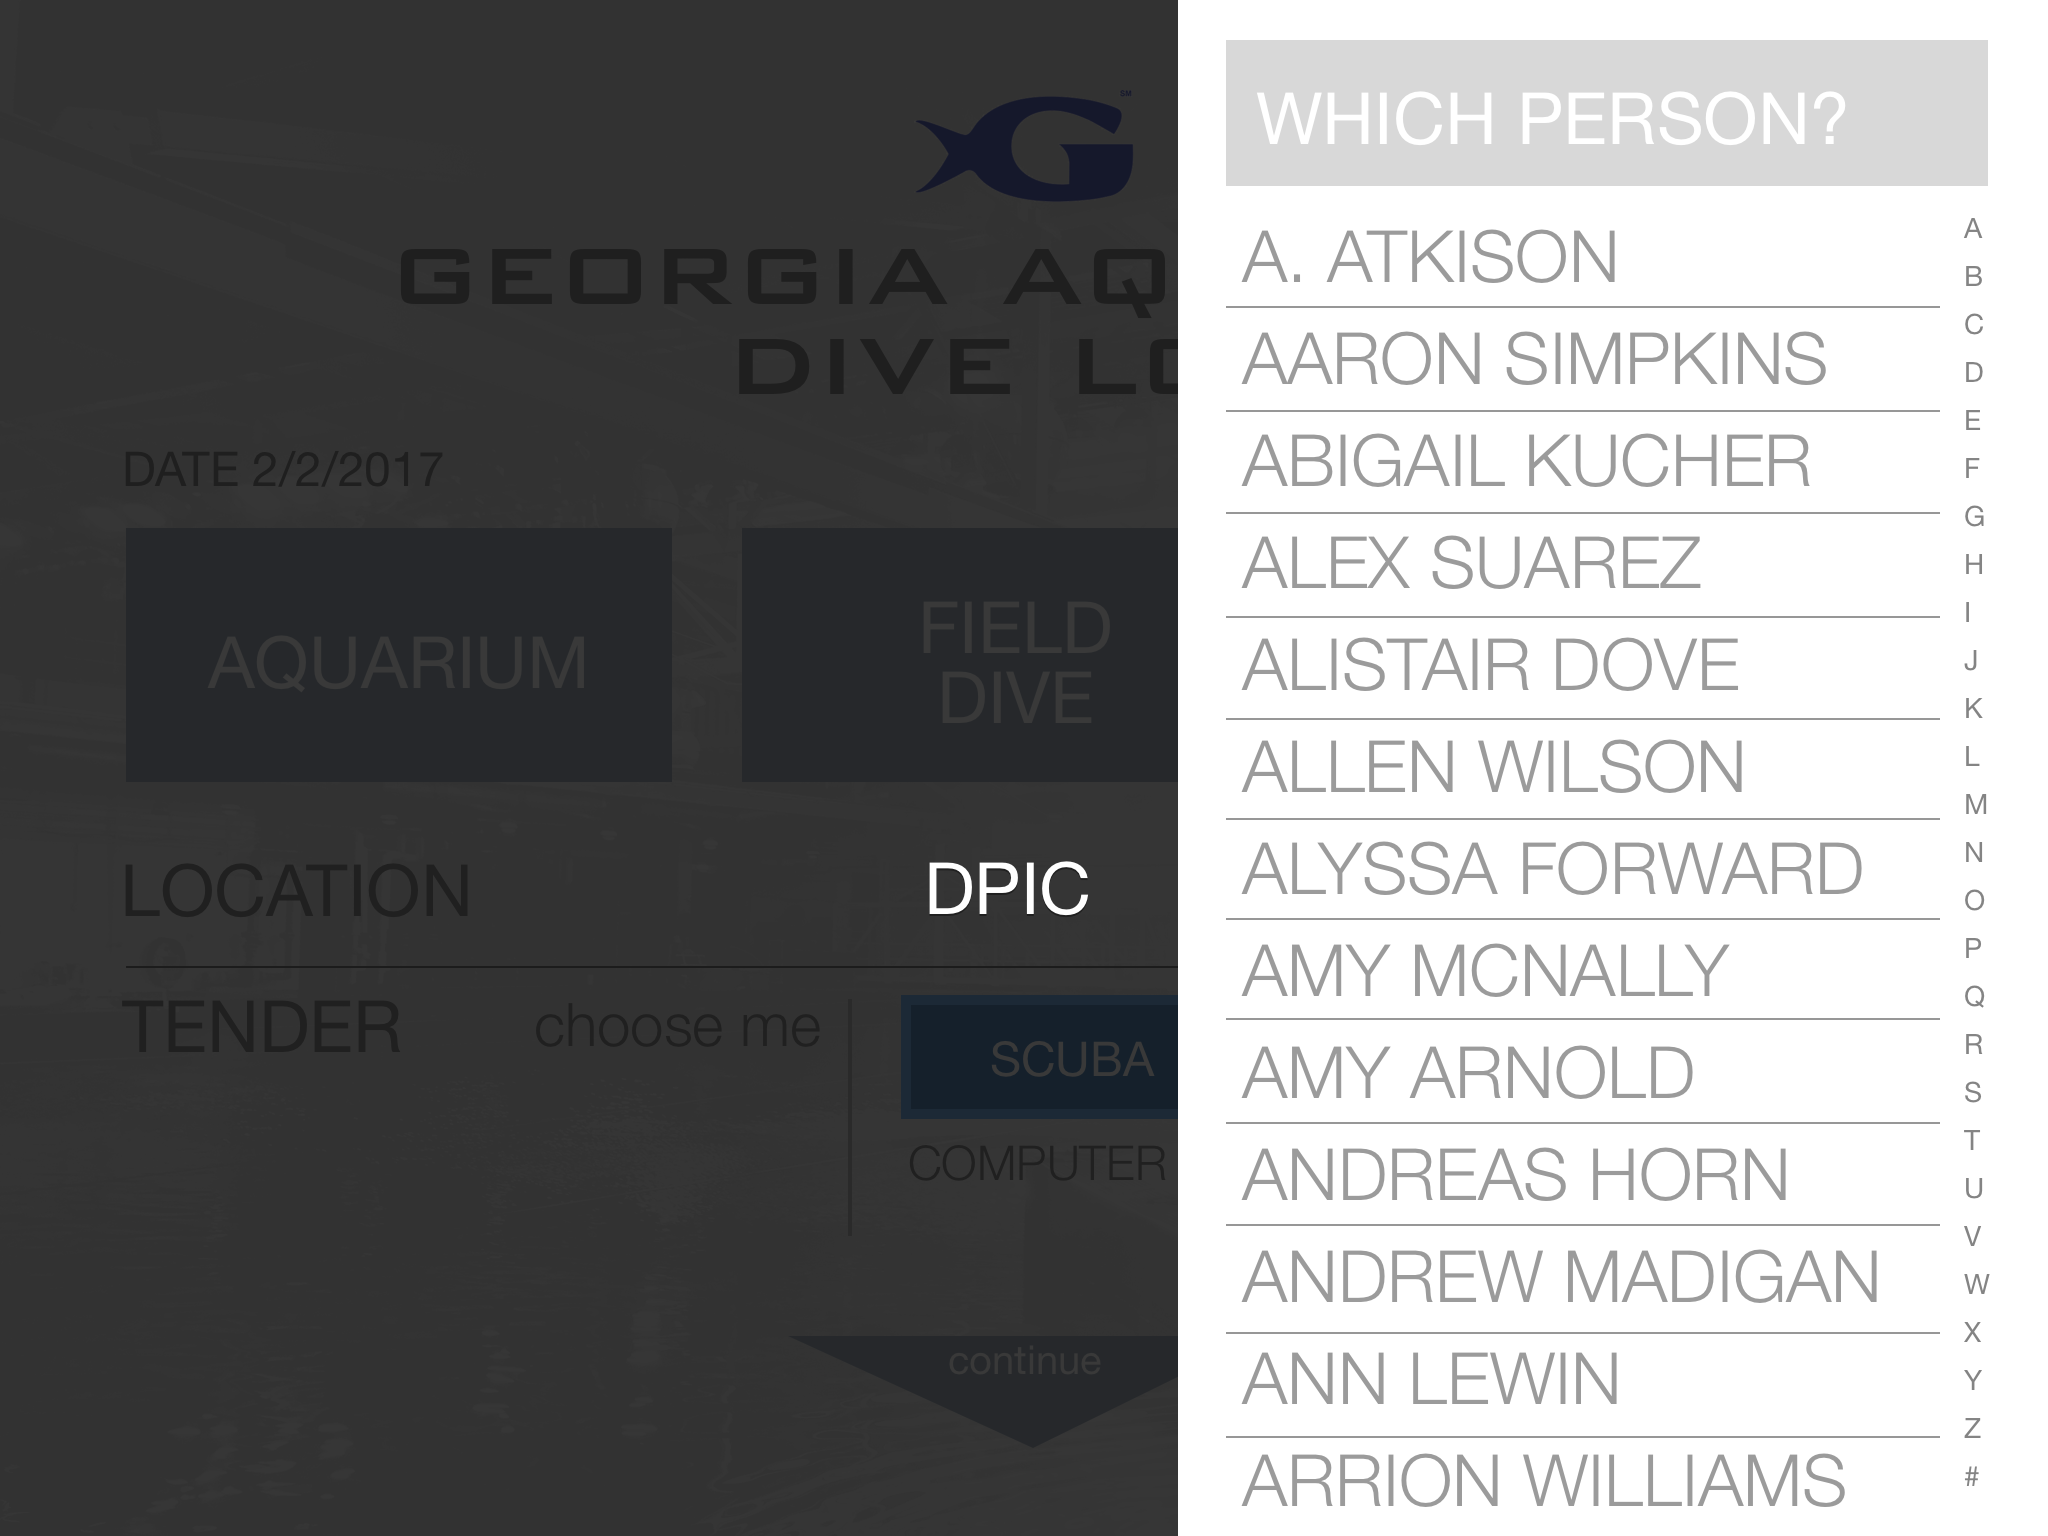 SM
GEORGIA AQ
DIVE LO
DATE 2/2/2017
AQUARIUM
FIELD
DIVE
LOCATION
DPIC
TENDER
choose me
SCUBA
COMPUTER
continue
WHICH PERSON?
A. ATKISON
AARON SIMPKINS
ABIGAIL KUCHER
ALEX SUAREZ
ALISTAIR DOVE
ALLEN WILSON
ALYSSA FORWARD
AMY MCNALLY
AMY ARNOLD
ANDREAS HORN
ANDREW MADIGAN
ANN LEWIN
ARRION WILLIAMS
A
B
C
D
E
F
G
H
I
J
K
L
M
N
O
P
Q
R
S
T
U
V
W
X
Y
Z
#